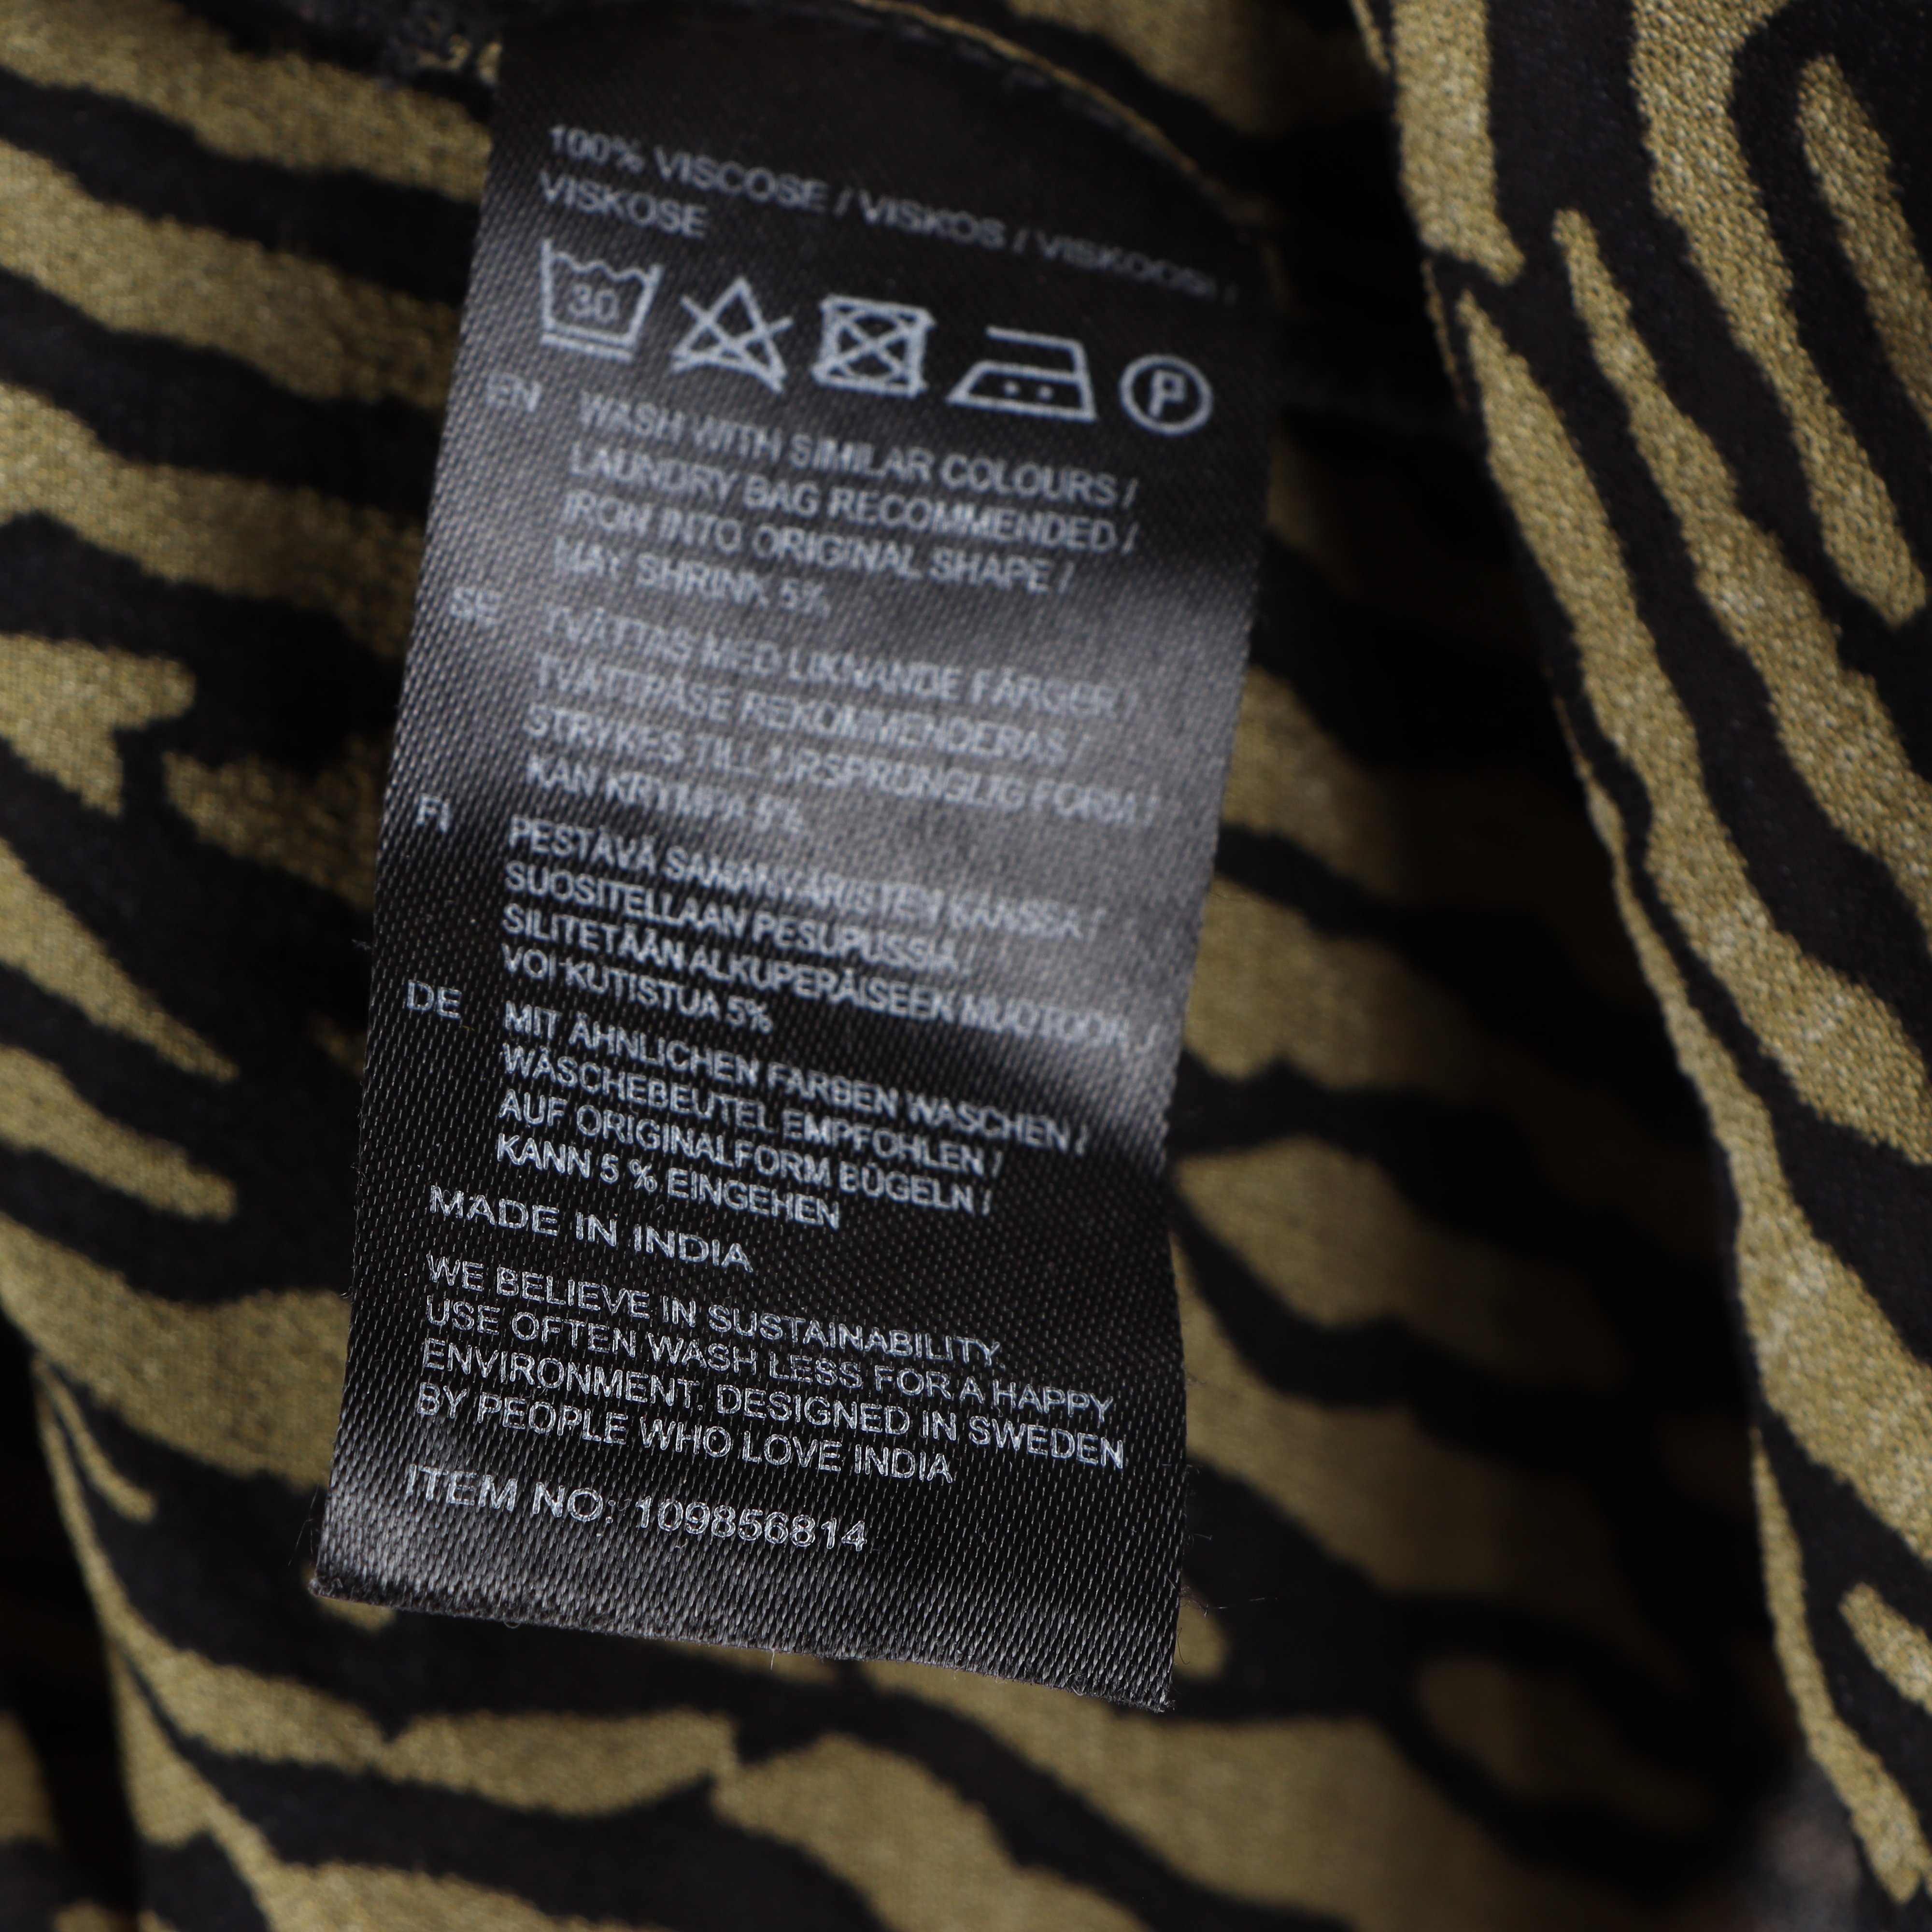 100% VISCOSE / VISKOS / VISKOOSI /
VISKOSE
30
P
EN WASH WITH SIMILAR COLOURS /
LAUNDRY BAG RECOMMENDED /
IRON INTO ORIGINAL SHAPE /
MAY SHRINK 5%
SE TVÄTTAS MED LIKNANDE FÄRGER /
TVÄTTPÅSE REKOMMENDERAS /
STRYKES TILL URSPRUNGLIG FORM /
KAN KRYMPA 5%
FI PESTÄVÄ SAMANVÄRISTEN KANSSA /
SUOSITELLAAN PESUPUSSIA /
SILITETÄÄN ALKUPERÄISEEN MUOTOON /
VOI KUTISTUA 5%
DE MIT ÄHNLICHEN FARBEN WASCHEN /
WÄSCHEBEUTEL EMPFOHLEN /
AUF ORIGINALFORM BÜGELN /
KANN 5 % EINGEHEN
MADE IN INDIA
WE BELIEVE IN SUSTAINABILITY.
USE OFTEN WASH LESS FOR A HAPPY
ENVIRONMENT. DESIGNED IN SWEDEN
BY PEOPLE WHO LOVE INDIA
ITEM NO: 109856814